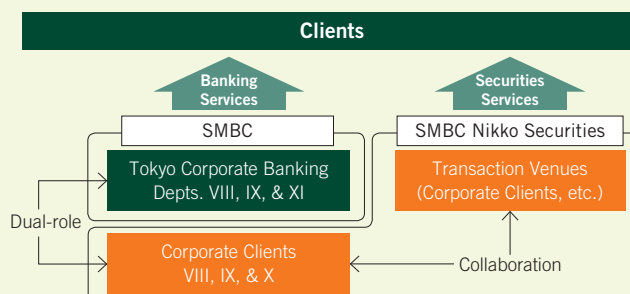 Clients
Banking
Services
Securities
Services
SMBC
SMBC Nikko Securities
Tokyo Corporate Banking
Depts. VIII, IX, & XI
Transaction Venues
(Corporate Clients, etc.)
Dual-role
Corporate Clients
VIII, IX, & X
Collaboration